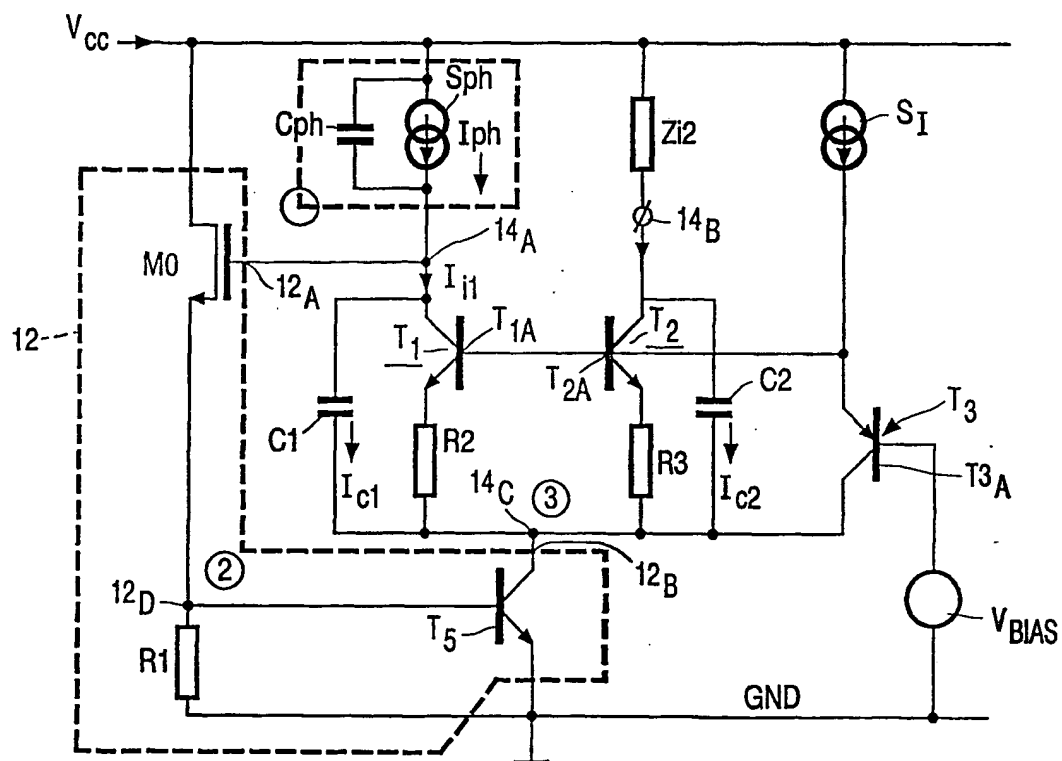 Vcc
Sph
Cph
Iph
Zi2
SI
14A
14B
M0
12A
Ii1
12
T1
T1A
T2
T2A
C2
T3
C1
R2
R3
T3A
Ic1
14C
3
Ic2
2
12B
12D
T5
VBIAS
R1
GND